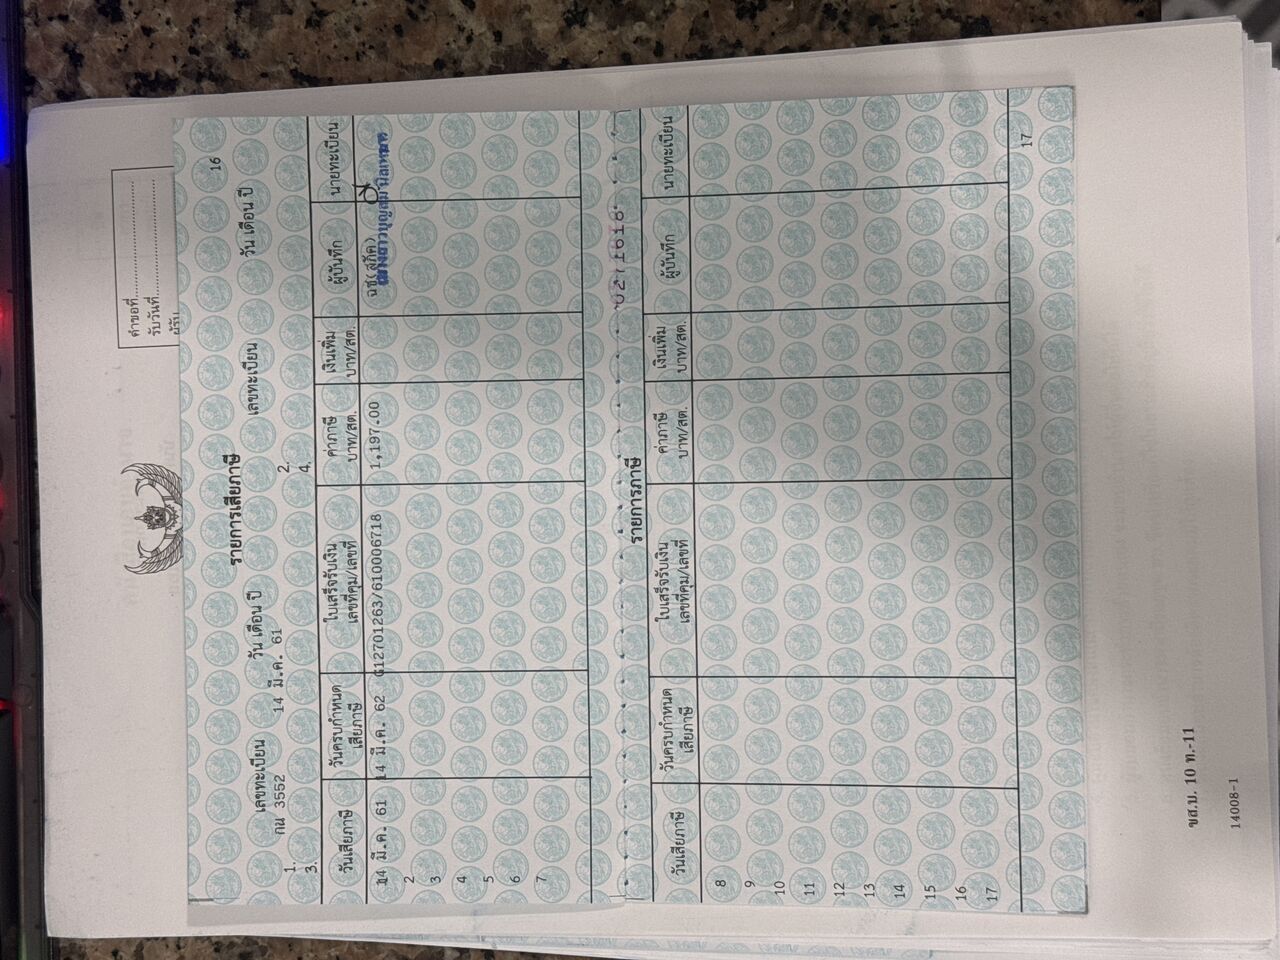 คำขอที่
รับวันที่
16
รายการเสียภาษี
เลขทะเบียน วัน เดือน ปี เลขทะเบียน วัน เดือน ปี
1. กน 3552 14 มี.ค. 61 2.
3. 4.
วันเสียภาษี วันครบกำหนดเสียภาษี ใบเสร็จรับเงิน เลขที่คุม/เลขที่ ค่าภาษี บาท/สต. เงินเพิ่ม บาท/สต. ผู้บันทึก นายทะเบียน
14 มี.ค. 61 14 มี.ค. 62 G12701263/610006718 1,197.00
2
3
4
5
6
7
0271618
รายการภาษี
วันเสียภาษี วันครบกำหนดเสียภาษี ใบเสร็จรับเงิน เลขที่คุม/เลขที่ ค่าภาษี บาท/สต. เงินเพิ่ม บาท/สต. ผู้บันทึก นายทะเบียน
8
9
10
11
12
13
14
15
16
17
17
ขส.บ. 10 ท.-11
14008-1